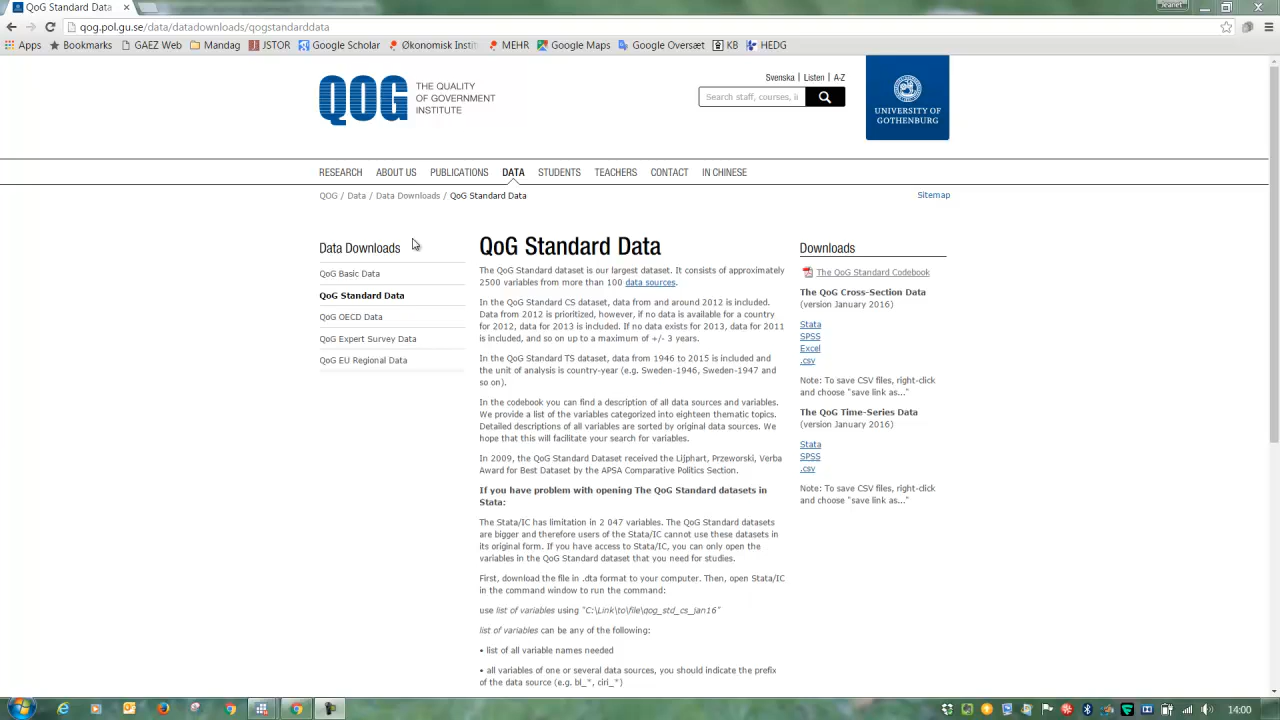 QoG Standard Data
Jeanet
qog.pol.gu.se/data/datadownloads/qogstandarddata
Apps Bookmarks GAEZ Web Mandag JSTOR Google Scholar Økonomisk Instit MEHR Google Maps Google Oversæt KB HEDG
QOG THE QUALITY
OF GOVERNMENT
INSTITUTE
Svenska | Listen | A-Z
Search staff, courses, i
UNIVERSITY OF
GOTHENBURG
RESEARCH ABOUT US PUBLICATIONS DATA STUDENTS TEACHERS CONTACT IN CHINESE
QOG / Data / Data Downloads / QoG Standard Data
Sitemap
Data Downloads
QoG Basic Data
QoG Standard Data
QoG OECD Data
QoG Expert Survey Data
QoG EU Regional Data
QoG Standard Data
The QoG Standard dataset is our largest dataset. It consists of approximately
2500 variables from more than 100 data sources.
In the QoG Standard CS dataset, data from and around 2012 is included.
Data from 2012 is prioritized, however, if no data is available for a country
for 2012, data for 2013 is included. If no data exists for 2013, data for 2011
is included, and so on up to a maximum of +/- 3 years.
In the QoG Standard TS dataset, data from 1946 to 2015 is included and
the unit of analysis is country-year (e.g. Sweden-1946, Sweden-1947 and
so on).
In the codebook you can find a description of all data sources and variables.
We provide a list of the variables categorized into eighteen thematic topics.
Detailed descriptions of all variables are sorted by original data sources. We
hope that this will facilitate your search for variables.
In 2009, the QoG Standard Dataset received the Lijphart, Przeworski, Verba
Award for Best Dataset by the APSA Comparative Politics Section.
If you have problem with opening The QoG Standard datasets in
Stata:
The Stata/IC has limitation in 2 047 variables. The QoG Standard datasets
are bigger and therefore users of the Stata/IC cannot use these datasets in
its original form. If you have access to Stata/IC, you can only open the
variables in the QoG Standard dataset that you need for studies.
First, download the file in .dta format to your computer. Then, open Stata/IC
in the command window to run the command:
use list of variables using "C:\Link\to\file\qog_std_cs_jan16"
list of variables can be any of the following:
• list of all variable names needed
• all variables of one or several data sources, you should indicate the prefix
of the data source (e.g. bl_*, ciri_*)
Downloads
The QoG Standard Codebook
The QoG Cross-Section Data
(version January 2016)
Stata
SPSS
Excel
.csv
Note: To save CSV files, right-click
and choose "save link as..."
The QoG Time-Series Data
(version January 2016)
Stata
SPSS
.csv
Note: To save CSV files, right-click
and choose "save link as..."
14:00